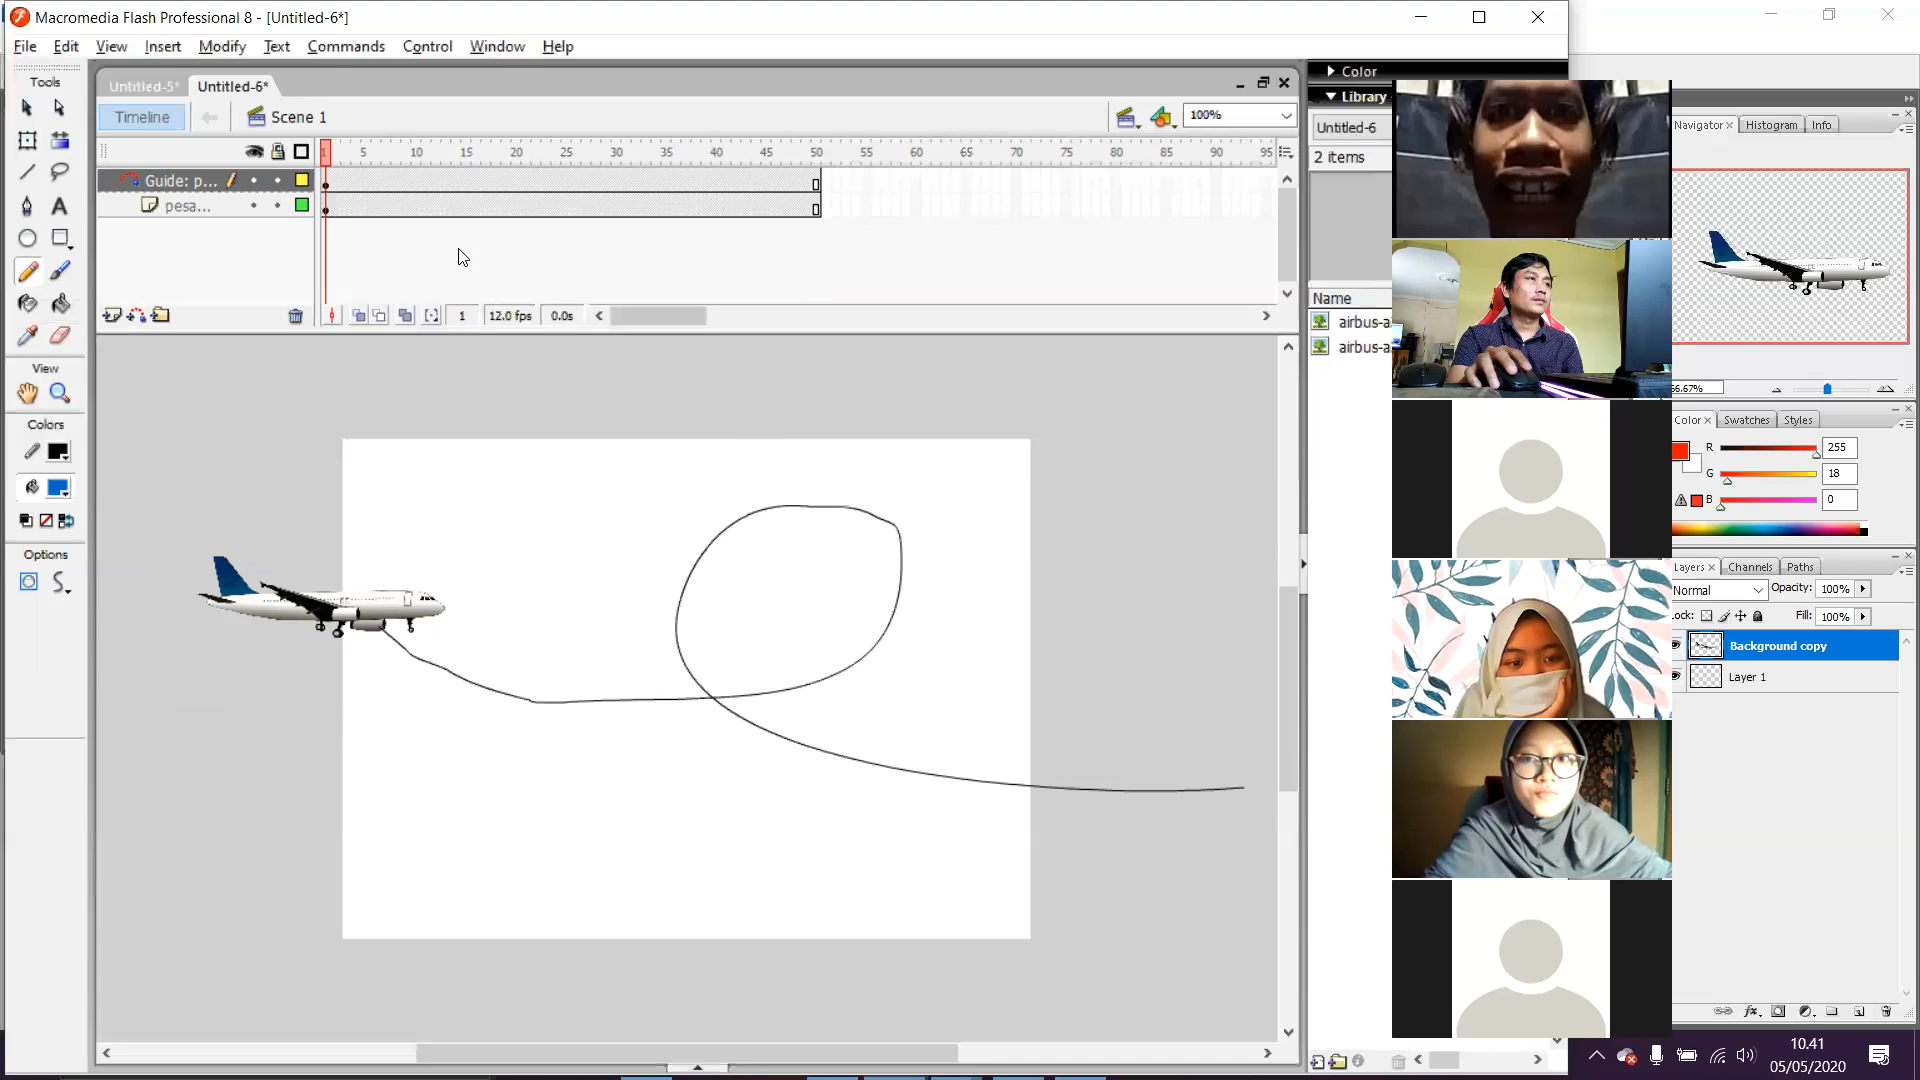 Macromedia Flash Professional 8 - [Untitled-6*]
File Edit View Insert Modify Text Commands Control Window Help
Tools
Untitled-5* Untitled-6*
Timeline Scene 1 100%
1 5 10 15 20 25 30 35 40 45 50 55 60 65 70 75 80 85 90 95
Guide: p...
pesa...
1 12.0 fps 0.0s
View
Colors
Options
Color
Library
Untitled-6
2 items
Name
airbus-a
airbus-a
Navigator Histogram Info
Color Swatches Styles
R 255
G 18
B 0
Layers Channels Paths
Normal Opacity: 100%
Lock: Fill: 100%
Background copy
Layer 1
10.41
05/05/2020